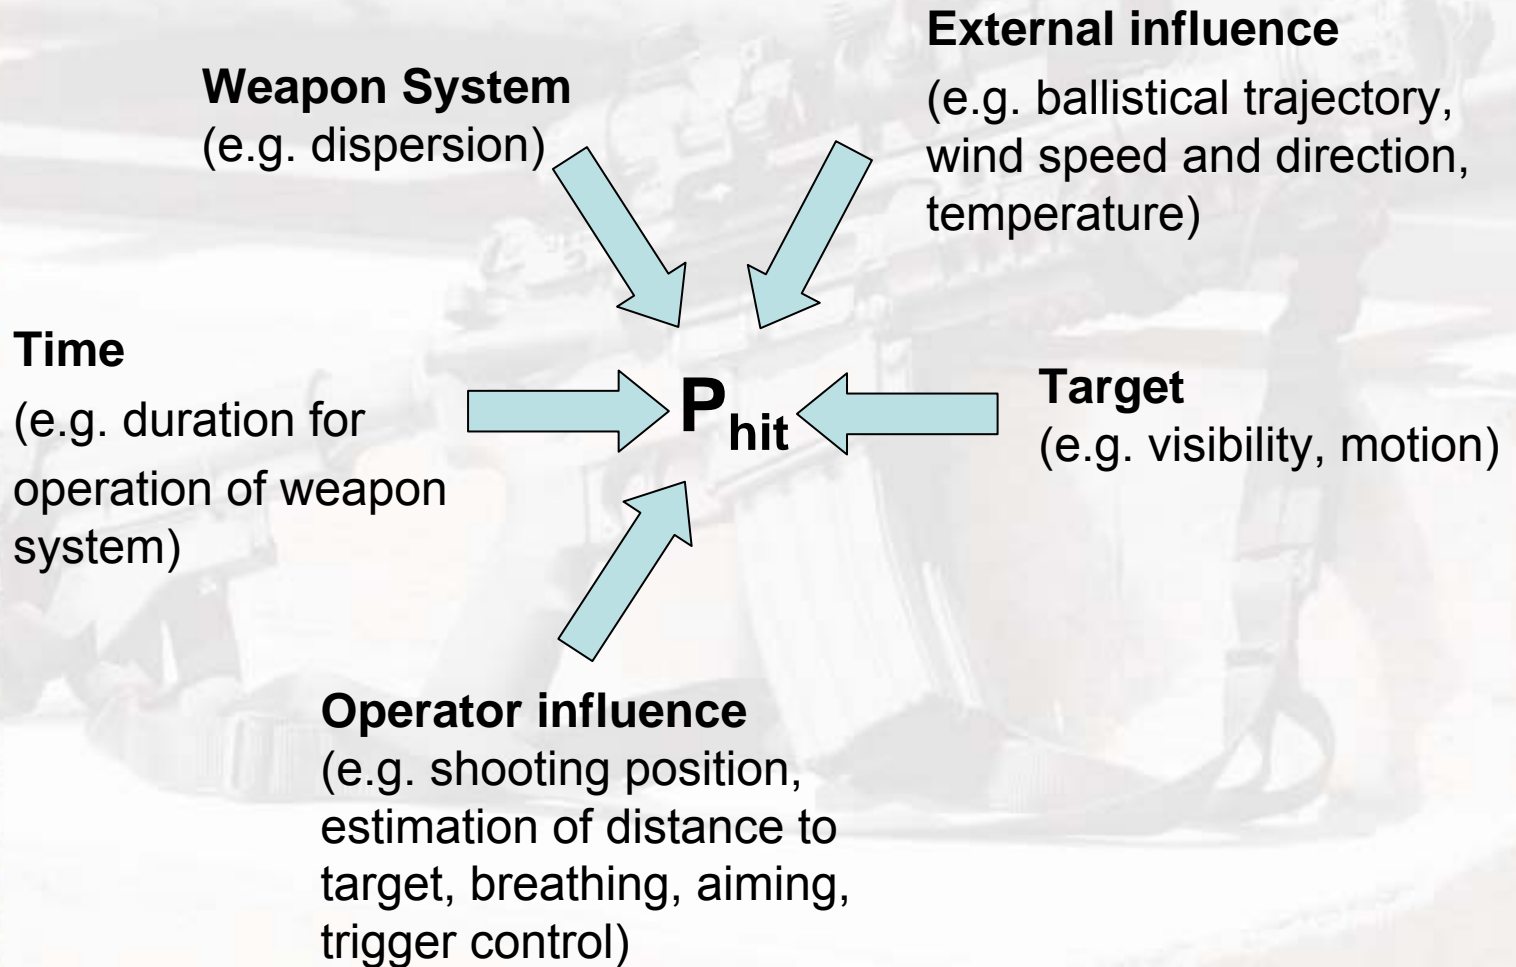 Weapon System
(e.g. dispersion)
External influence
(e.g. ballistical trajectory,
wind speed and direction,
temperature)
Time
(e.g. duration for
operation of weapon
system)
P_hit
Target
(e.g. visibility, motion)
Operator influence
(e.g. shooting position,
estimation of distance to
target, breathing, aiming,
trigger control)